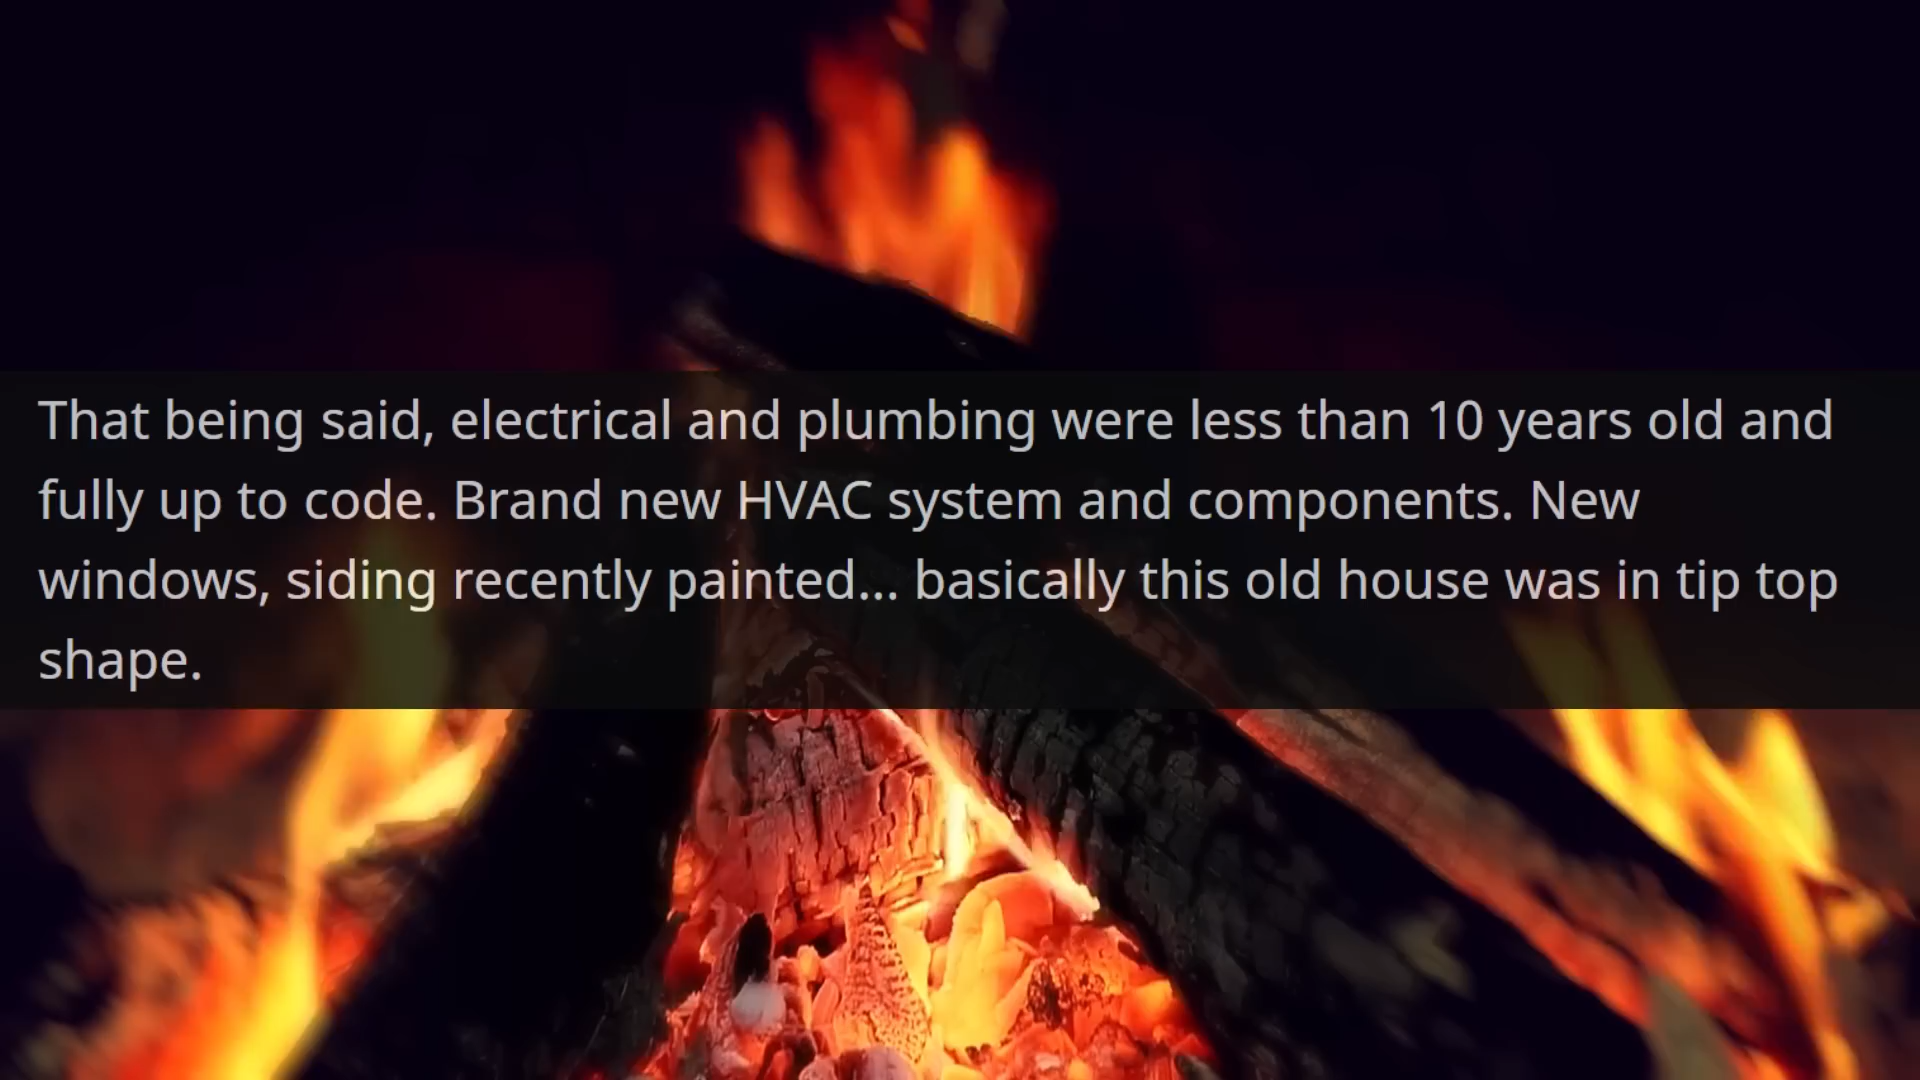 That being said, electrical and plumbing were less than 10 years old and
fully up to code. Brand new HVAC system and components. New
windows, siding recently painted... basically this old house was in tip top
shape.